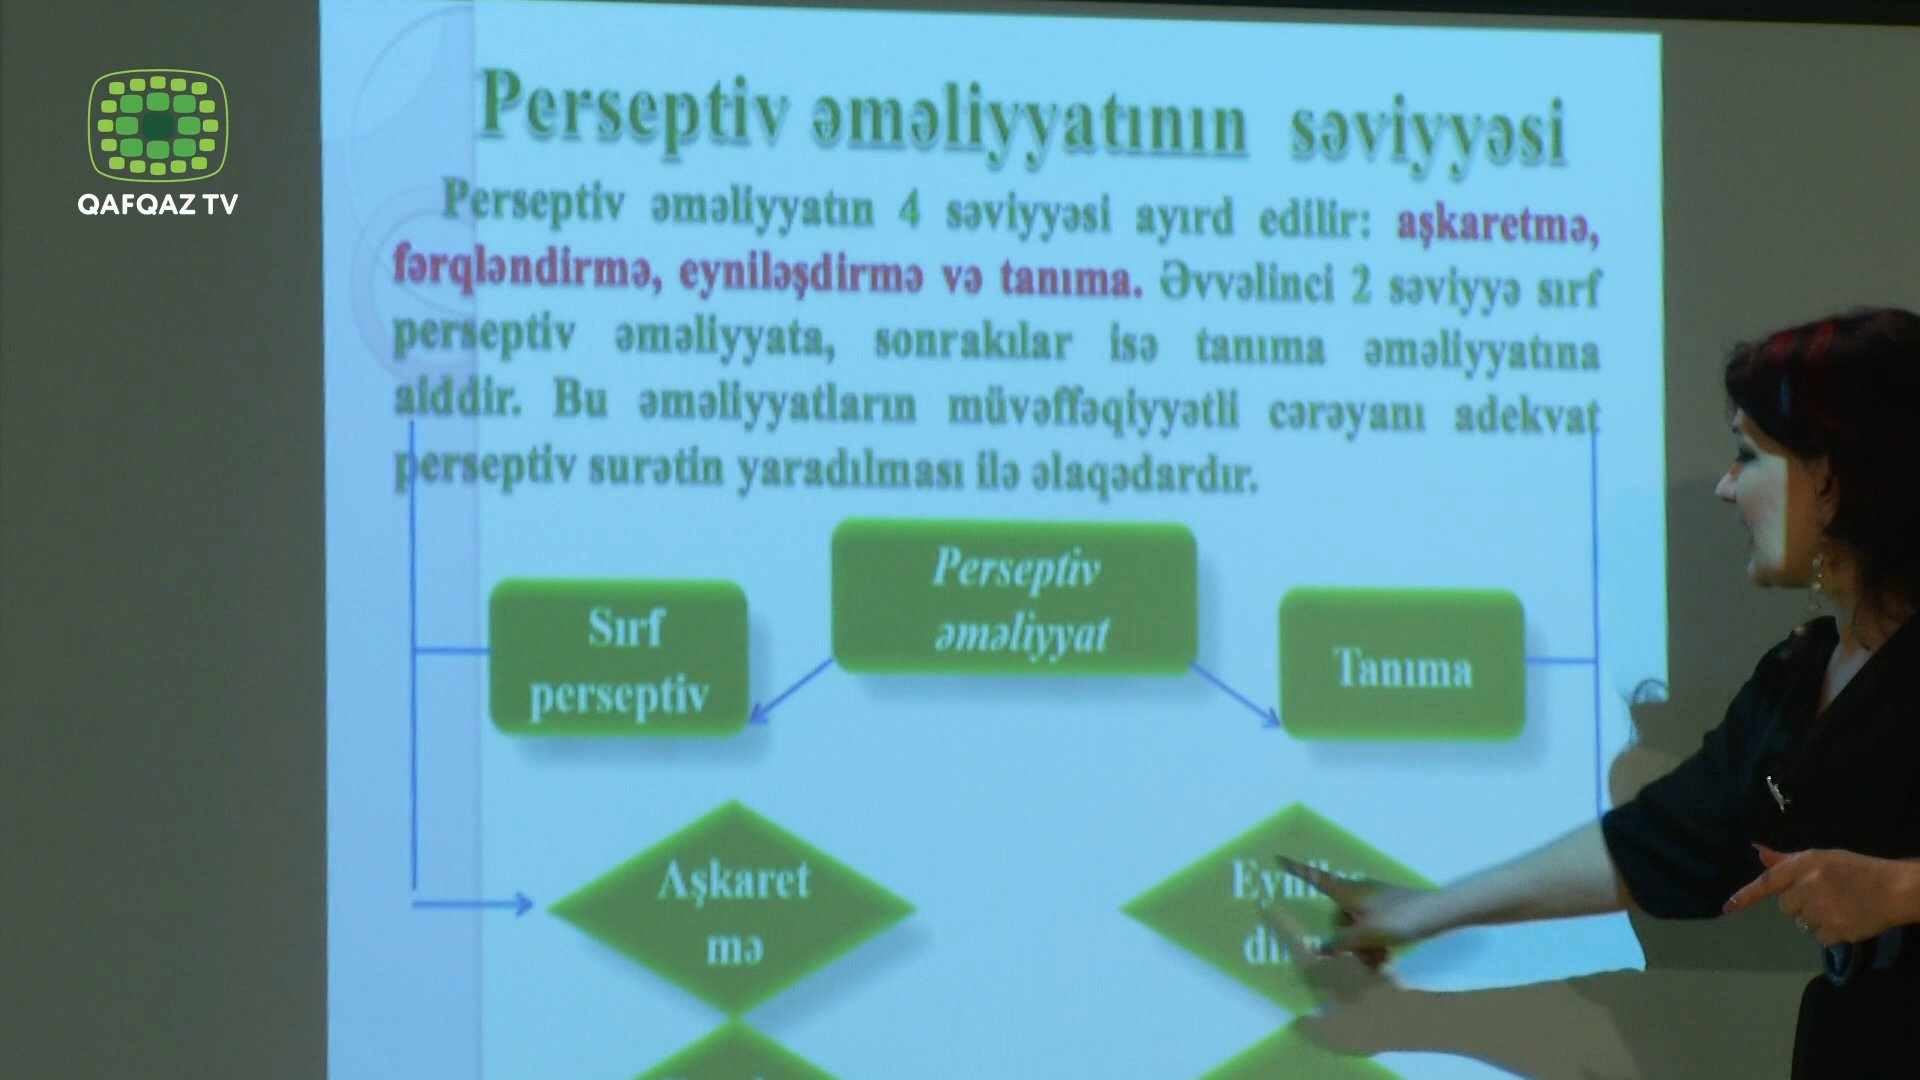 QAFQAZ TV
Perseptiv əməliyyatının səviyyəsi
Perseptiv əməliyyatın 4 səviyyəsi ayırd edilir: aşkaretmə,
fərqləndirmə, eyniləşdirmə və tanıma. Əvvəlinci 2 səviyyə sırf
perseptiv əməliyyata, sonrakılar isə tanıma əməliyyatına
aiddir. Bu əməliyyatların müvəffəqiyyətli cərəyanı adekvat
perseptiv surətin yaradılması ilə əlaqədardır.
Perseptiv
əməliyyat
Sırf
perseptiv
Tanıma
Aşkaret
mə